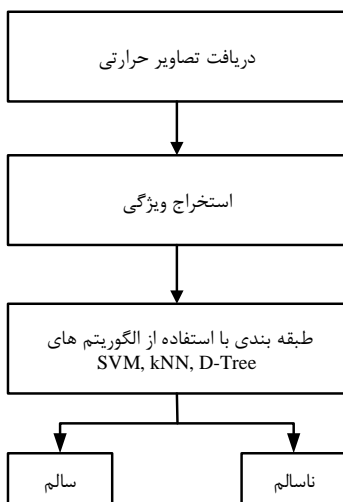 دریافت تصاویر حرارتی
استخراج ویژگی
طبقه بندی با استفاده از الگوریتم های
SVM, kNN, D-Tree
ناسالم
سالم